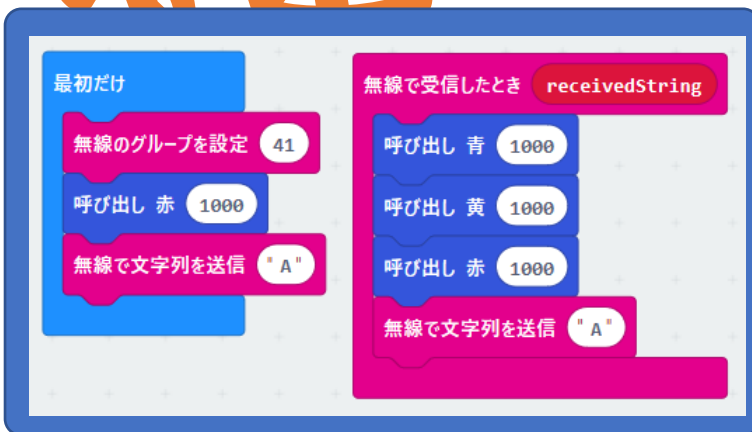 最初だけ
無線のグループを設定 41
呼び出し 赤 1000
無線で文字列を送信 "A"
無線で受信したとき receivedString
呼び出し 青 1000
呼び出し 黄 1000
呼び出し 赤 1000
無線で文字列を送信 "A"